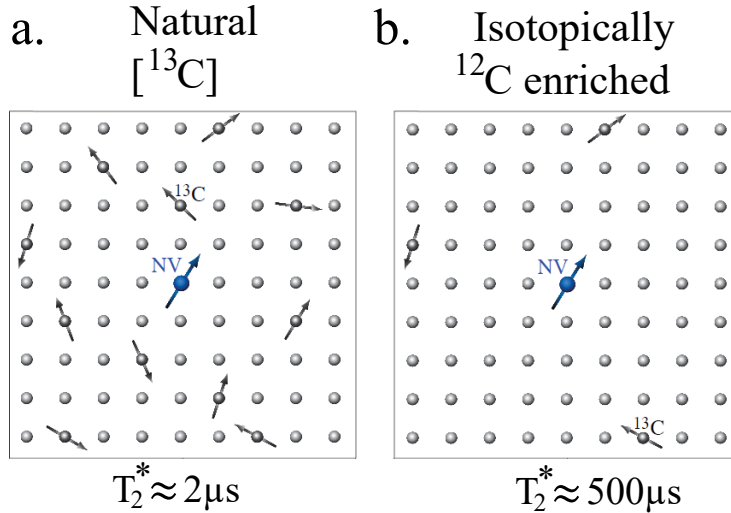 a. Natural
[¹³C]
¹³C
NV
T₂* ≈ 2μs
b. Isotopically
¹²C enriched
NV
¹³C
T₂* ≈ 500μs